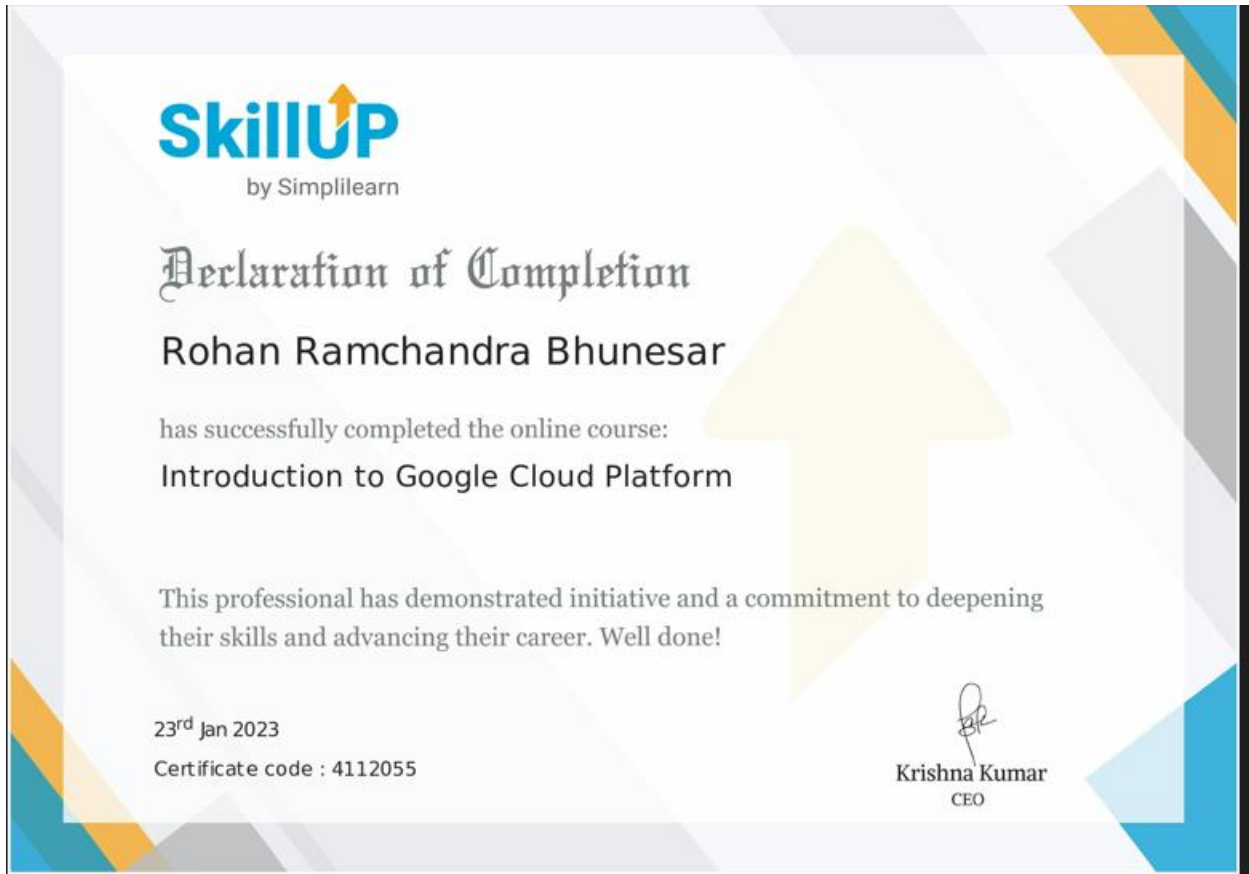 SkillUP
by Simplilearn
Declaration of Completion
Rohan Ramchandra Bhunesar
has successfully completed the online course:
Introduction to Google Cloud Platform
This professional has demonstrated initiative and a commitment to deepening
their skills and advancing their career. Well done!
23rd Jan 2023
Certificate code : 4112055
Krishna Kumar
CEO